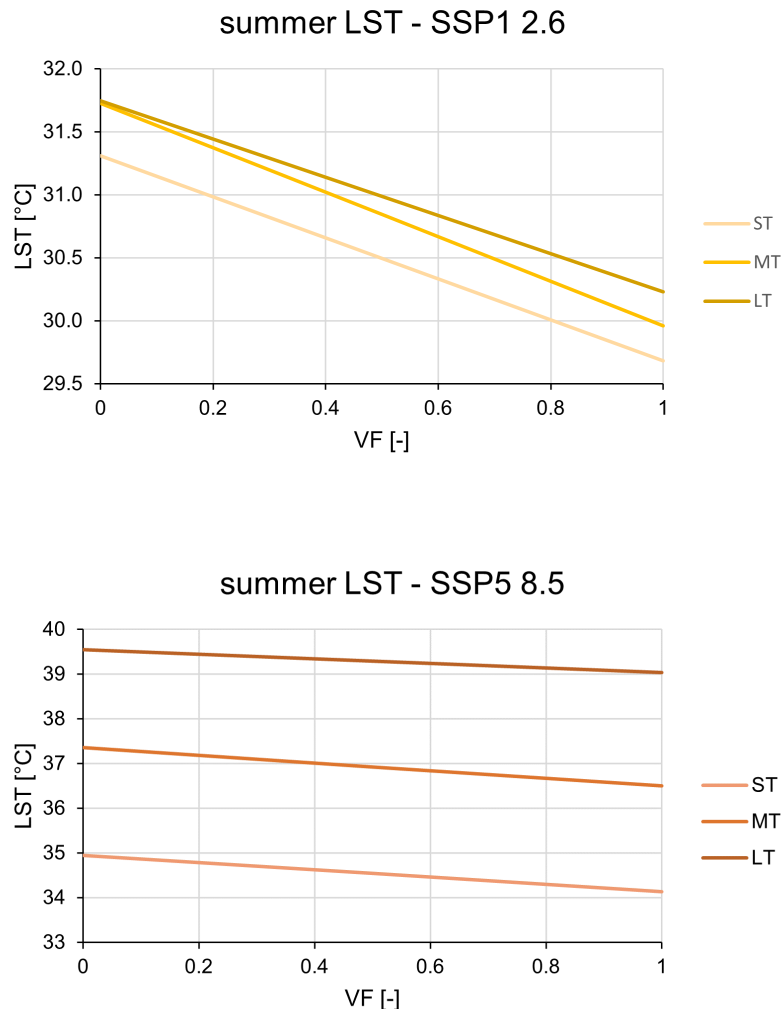 summer LST - SSP1 2.6
32.0
31.5
31.0
30.5
30.0
29.5
LST [°C]
0 0.2 0.4 0.6 0.8 1
VF [-]
ST
MT
LT
summer LST - SSP5 8.5
40
39
38
37
36
35
34
33
LST [°C]
0 0.2 0.4 0.6 0.8 1
VF [-]
ST
MT
LT